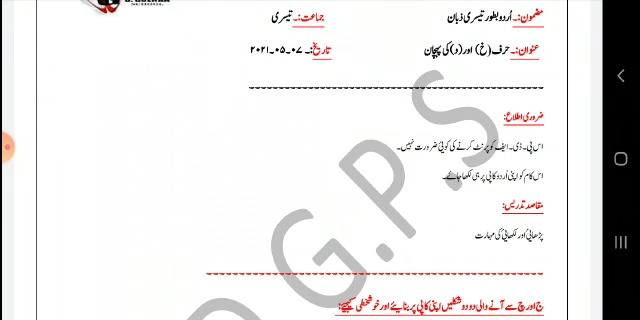 SCHOOL
مضمون:۔ اُردو بطور تیسری زبان جماعت:۔ تیسری
عنوان:۔ حرف (خ) اور (د) کی پہچان تاریخ:۔ ۰۷۔۰۵۔۲۰۲۱
ضروری اطلاع:
اس پی۔ ڈی۔ ایف کو پرنٹ کرنے کی کوئی ضرورت نہیں۔
اس کام کو اپنی اُردو کاپی پر ہی لکھا جائے۔
مقاصد تدریس:
پڑھائی اور لکھائی کی مہارت
ج اور چ سے آنے والی دو دو شکلیں اپنی کاپی پر بنائیے اور خوشخطی کیجیے:
D.G.P.S